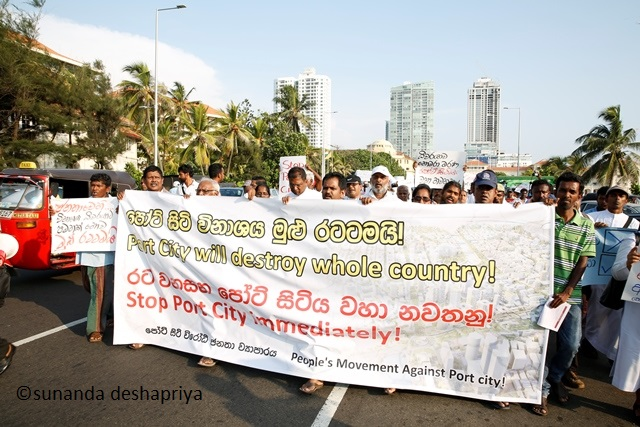 පෝට් සිටි විනාශය මුළු රටටමයි!
Port City will destroy whole country!
රට වනසන පෝට් සිටිය වහා නවතනු!
Stop Port City immediately!
පෝට් සිටි විරෝධී ජනතා ව්‍යාපාරය People's Movement Against Port city!
©sunanda deshapriya